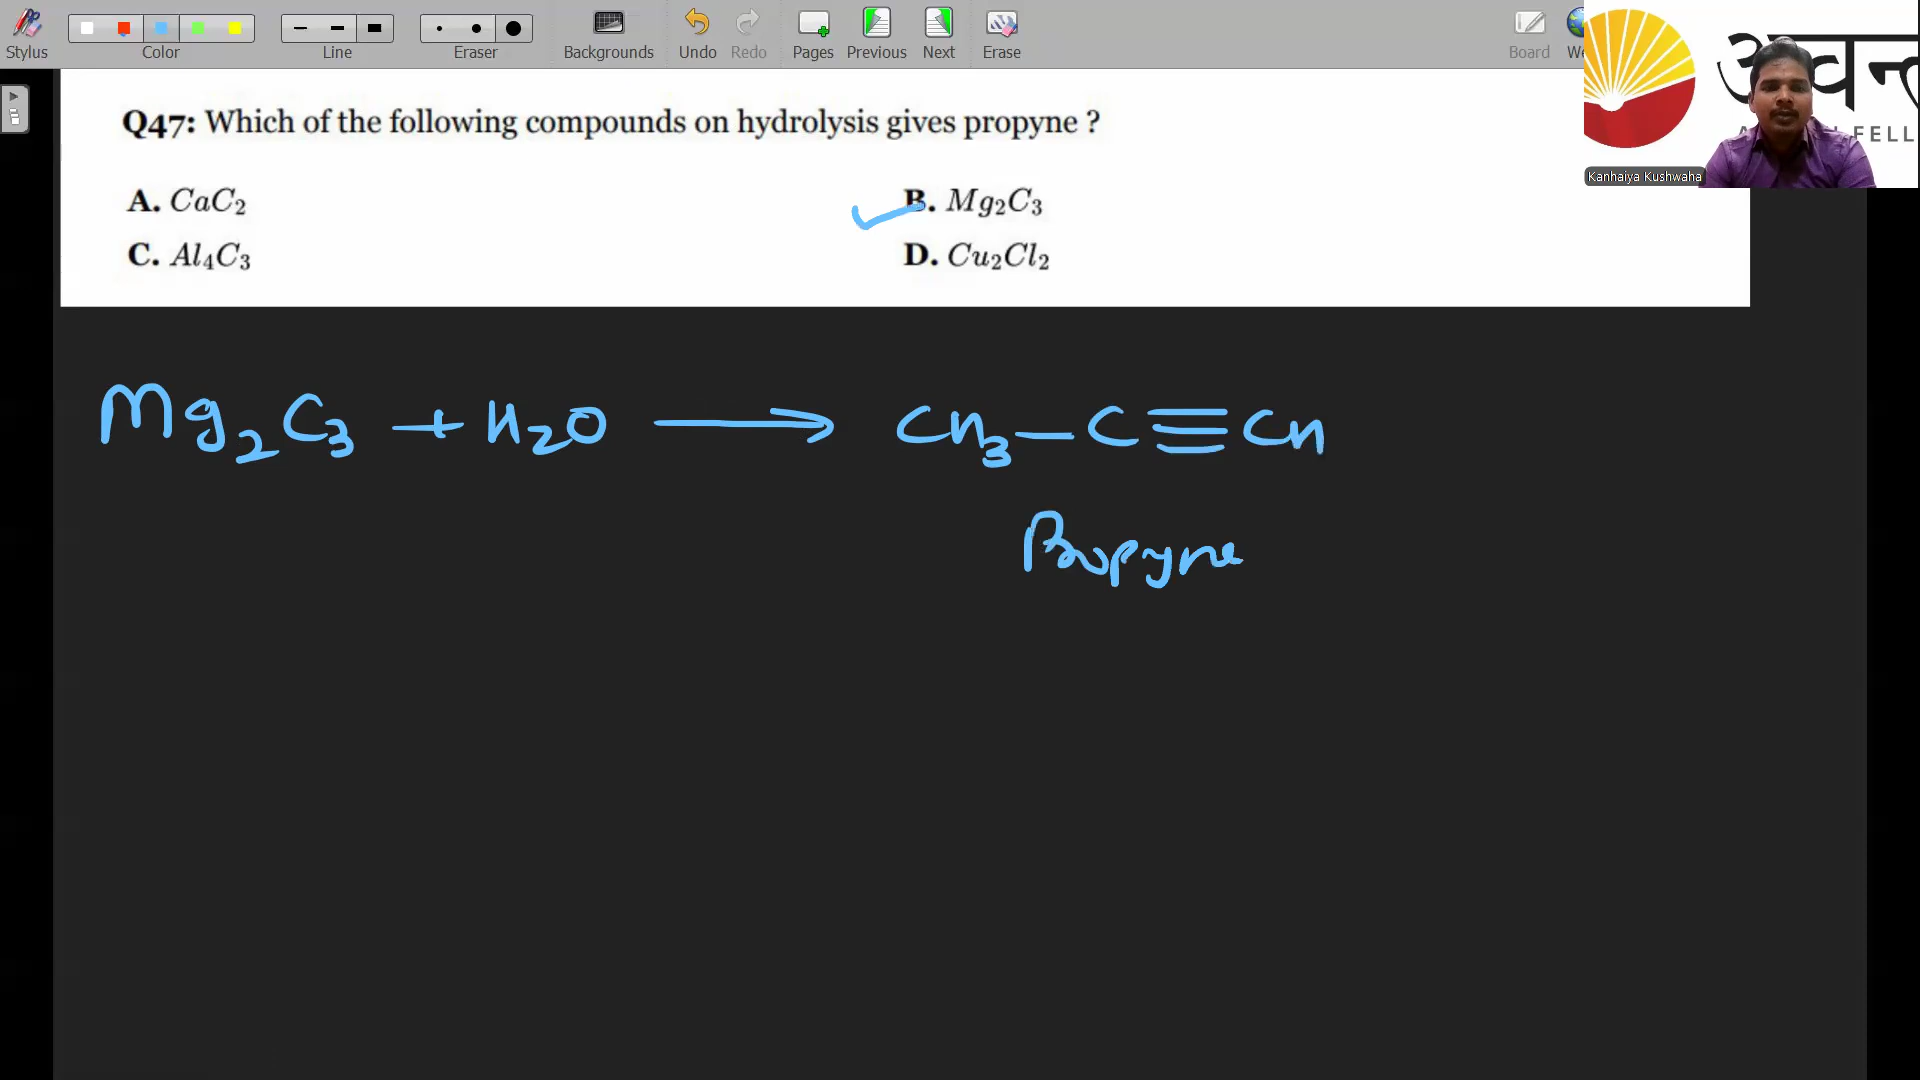 Stylus
Color
Line
Eraser
Backgrounds
Undo
Redo
Pages
Previous
Next
Erase
Board
अवन्त
FELL
Kanhaiya Kushwaha
Q47: Which of the following compounds on hydrolysis gives propyne ?
A. CaC₂
B. Mg₂C₃
C. Al₄C₃
D. Cu₂Cl₂
Mg₂C₃ + H₂O ⟶ CH₃ — C ≡ CH
Propyne